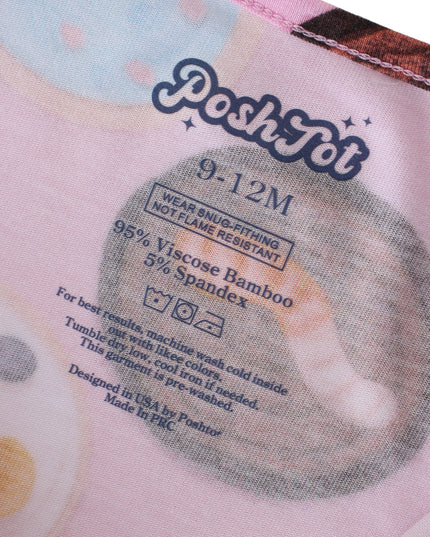 PoshTot
9-12M
WEAR SNUG-FITHING
NOT FLAME RESISTANT
95% Viscose Bamboo
5% Spandex
For best results, machine wash cold inside
out with likee colors.
Tumble dry low, cool iron if needed.
This garment is pre-washed.
Designed in USA by Poshtot
Made in PRC